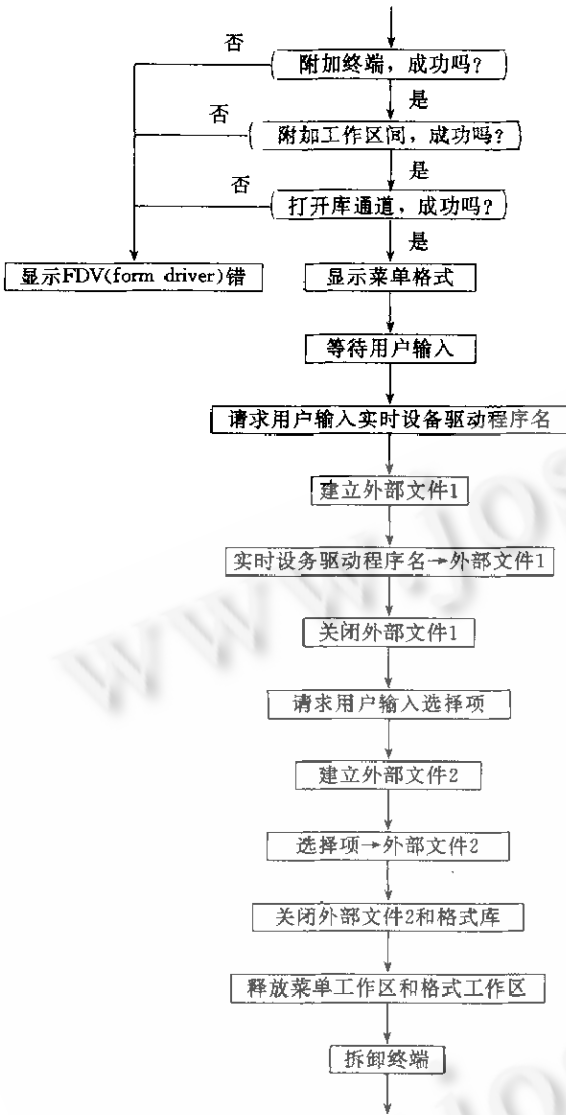 否
附加终端，成功吗？
是
否
附加工作区间，成功吗？
是
否
打开库通道，成功吗？
是
显示FDV(form driver)错
显示菜单格式
等待用户输入
请求用户输入实时设备驱动程序名
建立外部文件1
实时设备驱动程序名→外部文件1
关闭外部文件1
请求用户输入选择项
建立外部文件2
选择项→外部文件2
关闭外部文件2和格式库
释放菜单工作区和格式工作区
拆卸终端
www.jos